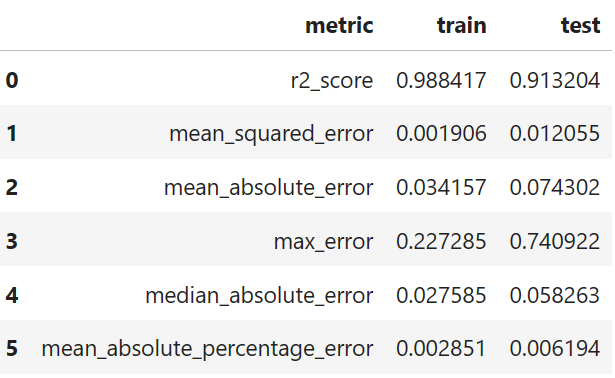 metric train test
0 r2_score 0.988417 0.913204
1 mean_squared_error 0.001906 0.012055
2 mean_absolute_error 0.034157 0.074302
3 max_error 0.227285 0.740922
4 median_absolute_error 0.027585 0.058263
5 mean_absolute_percentage_error 0.002851 0.006194